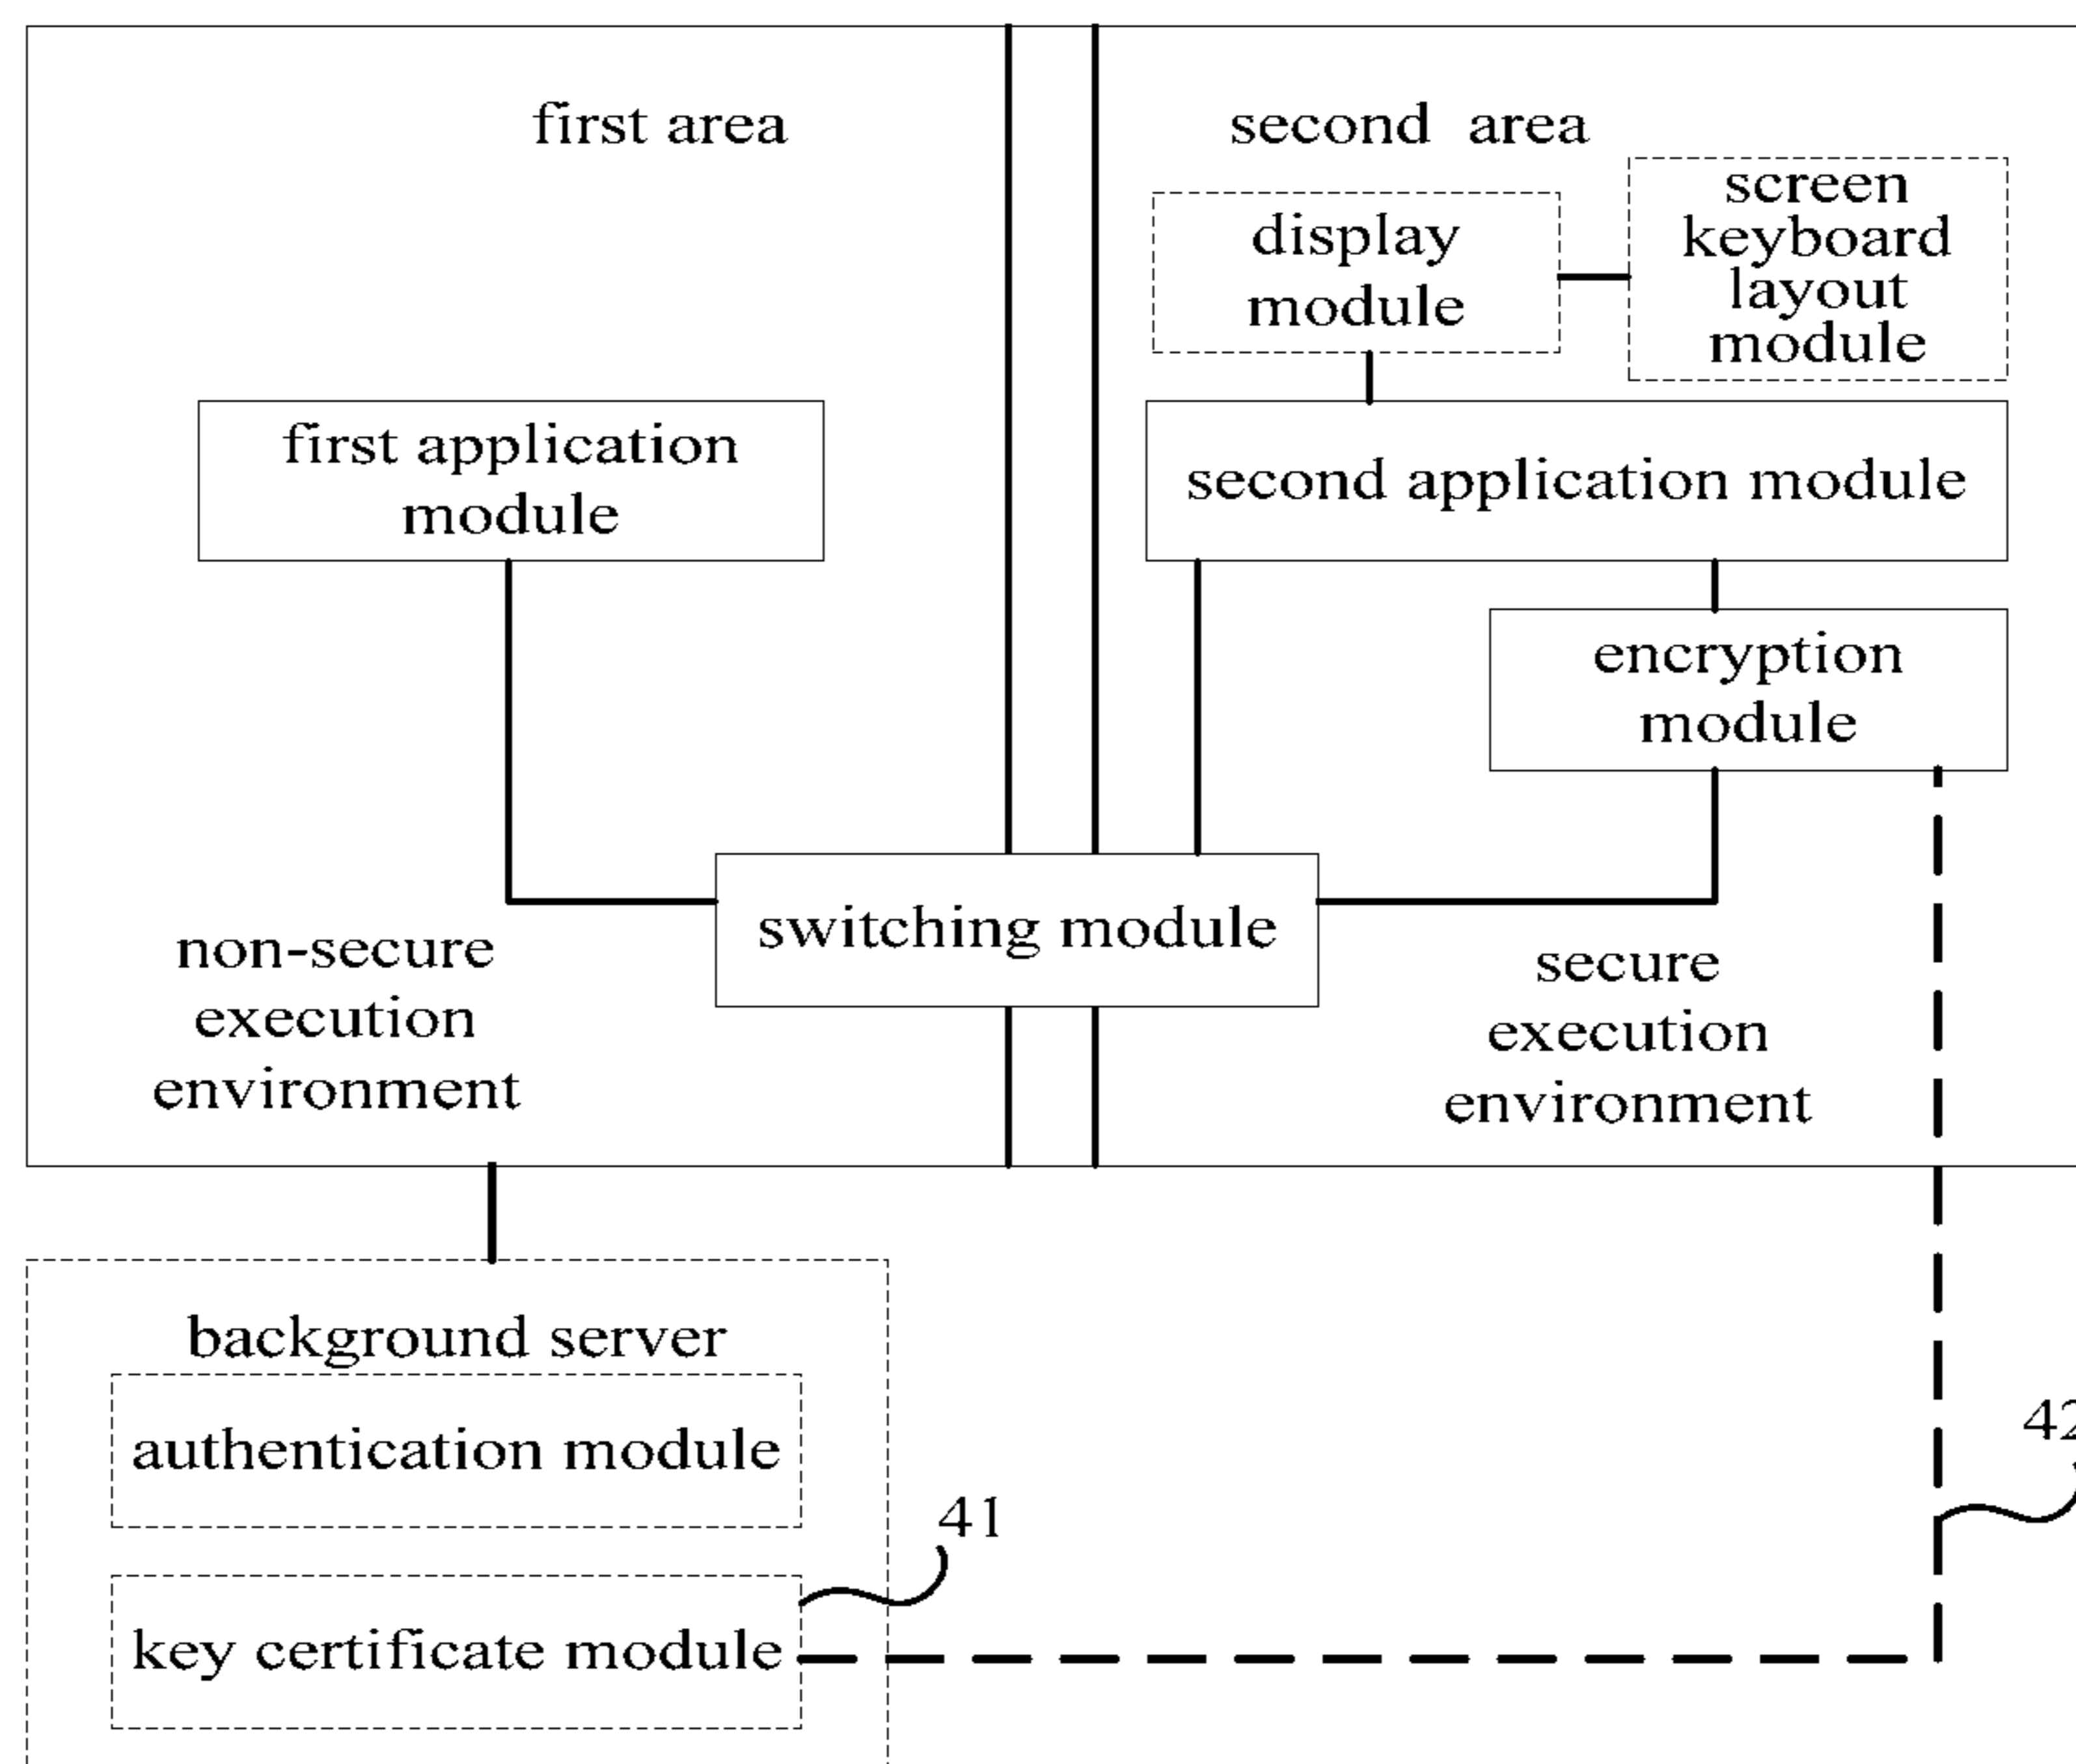 first area
second area
display
module
screen
keyboard
layout
module
first application
module
second application module
encryption
module
switching module
non-secure
execution
environment
secure
execution
environment
background server
authentication module
key certificate module
41
42